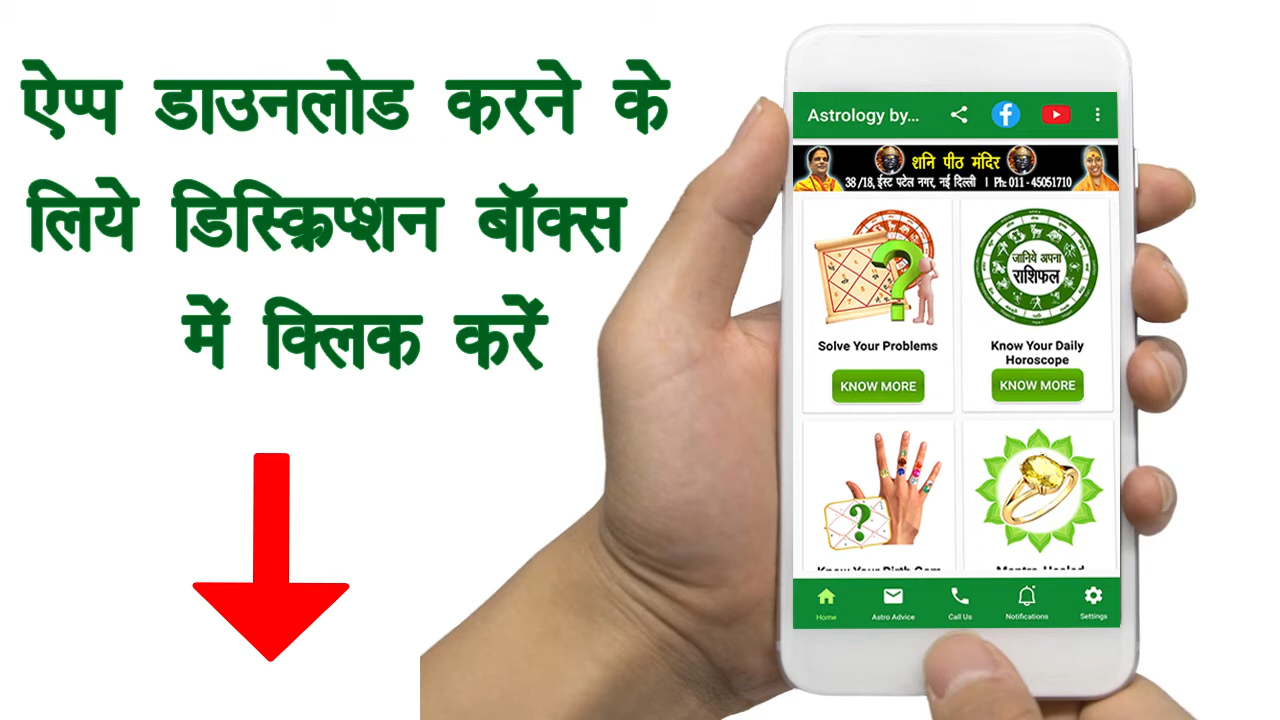 ऐप्प डाउनलोड करने के
लिये डिस्क्रिप्शन बॉक्स
में क्लिक करें
Astrology by...
शनि पीठ मंदिर
38/18, ईस्ट पटेल नगर, नई दिल्ली । Ph: 011 - 45051710
जानिये अपना
राशिफल
Solve Your Problems
Know Your Daily
Horoscope
KNOW MORE
KNOW MORE
Home
Astro Advice
Call Us
Notifications
Settings